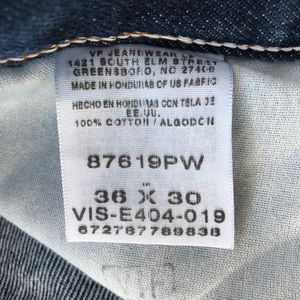 VF JEANSWEAR
1421 SOUTH ELM STREET
GREENSBORO, NC
MADE IN HONDURAS OF US FABRIC
HECHO EN HONDURAS CON TELA DE
EE.UU.
100% COTTON / ALGODON
87619PW
36 X 30
VIS-E404-019
672787789838